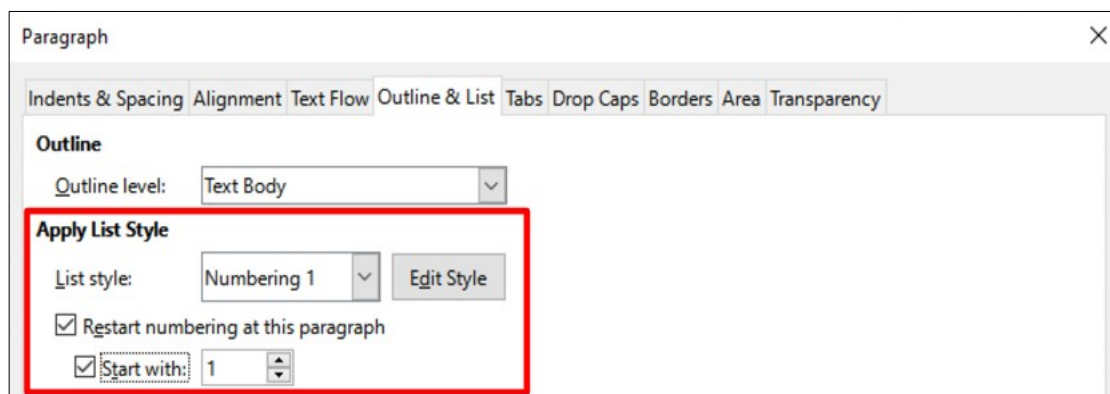 Paragraph
Indents & Spacing Alignment Text Flow Outline & List Tabs Drop Caps Borders Area Transparency
Outline
Outline level: Text Body
Apply List Style
List style: Numbering 1 Edit Style
Restart numbering at this paragraph
Start with: 1